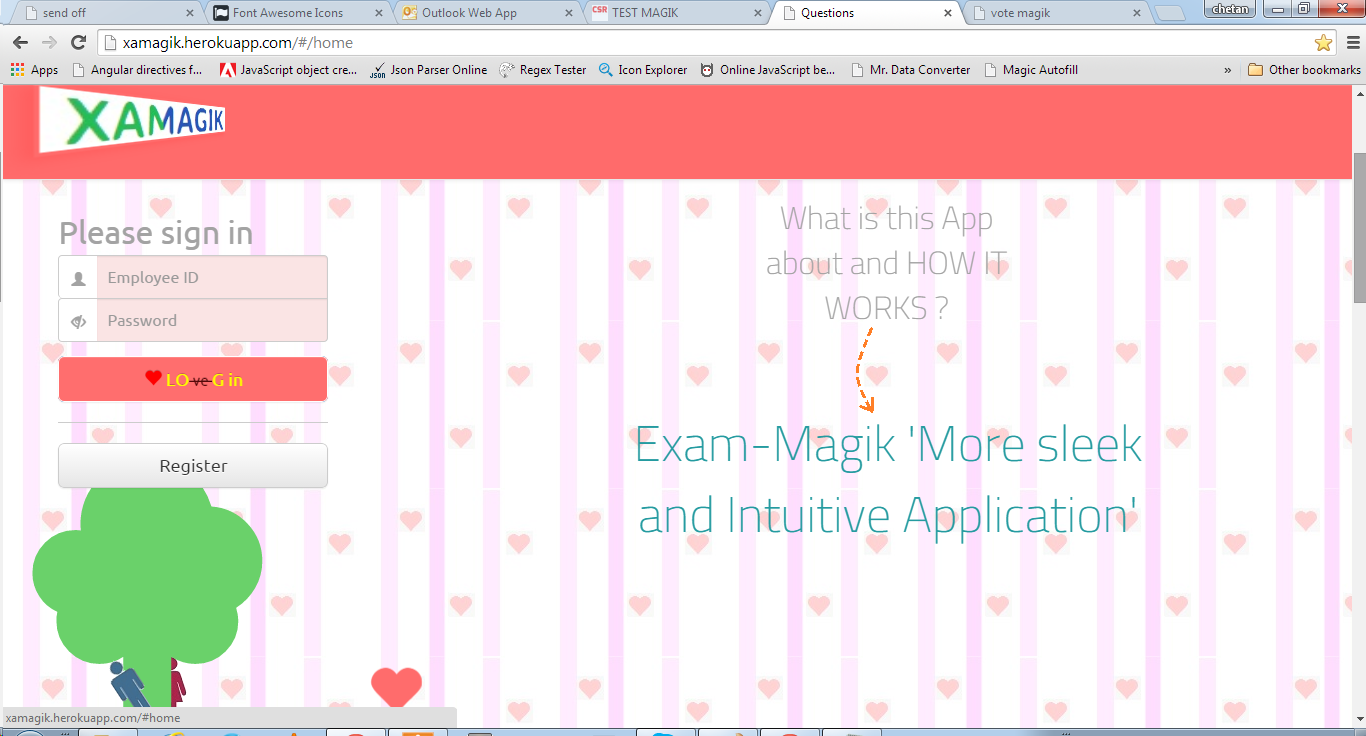 send off
Font Awesome Icons
Outlook Web App
CSR TEST MAGIK
Questions
vote magik
chetan
xamagik.herokuapp.com/#/home
Apps
Angular directives f...
JavaScript object cre...
JSON Json Parser Online
Regex Tester
Icon Explorer
Online JavaScript be...
Mr. Data Converter
Magic Autofill
»
Other bookmarks
XAMAGIK
Please sign in
Employee ID
Password
LO ve G in
Register
What is this App
about and HOW IT
WORKS ?
Exam-Magik 'More sleek
and Intuitive Application'
xamagik.herokuapp.com/#home